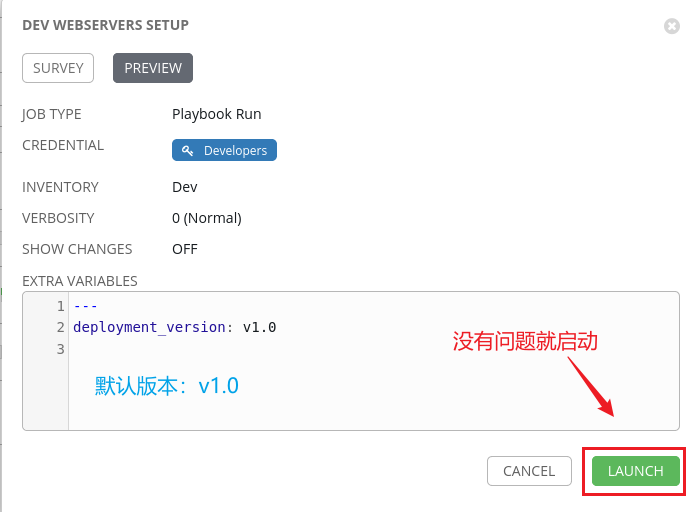 DEV WEBSERVERS SETUP
SURVEY PREVIEW
JOB TYPE Playbook Run
CREDENTIAL Developers
INVENTORY Dev
VERBOSITY 0 (Normal)
SHOW CHANGES OFF
EXTRA VARIABLES
1 ---
2 deployment_version: v1.0
3
没有问题就启动
默认版本：v1.0
CANCEL LAUNCH